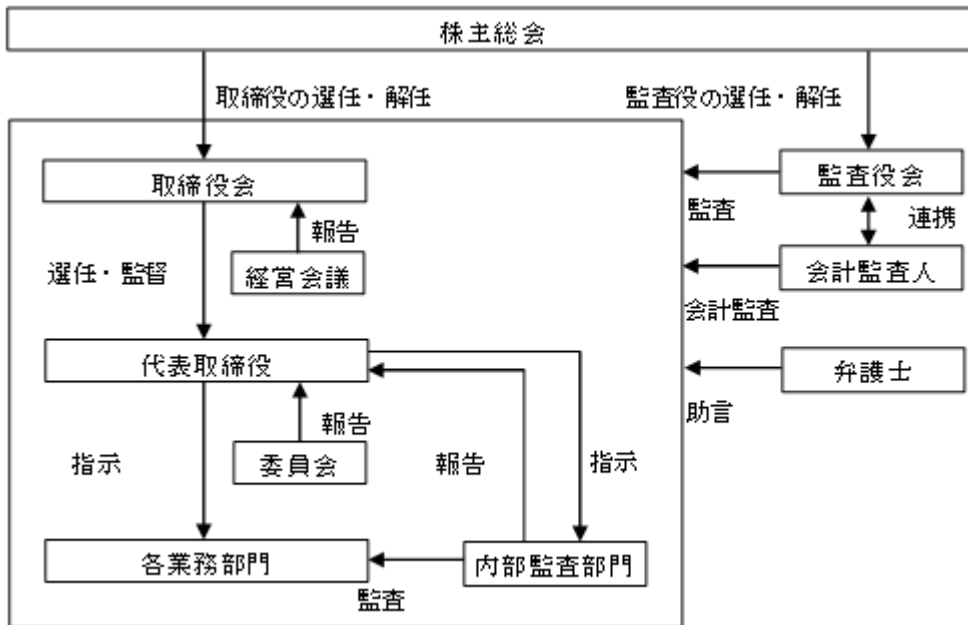 株主総会
取締役の選任・解任
監査役の選任・解任
取締役会
監査役会
監査
報告
連携
選任・監督
経営会議
会計監査人
会計監査
代表取締役
弁護士
助言
報告
指示
委員会
報告
指示
各業務部門
内部監査部門
監査